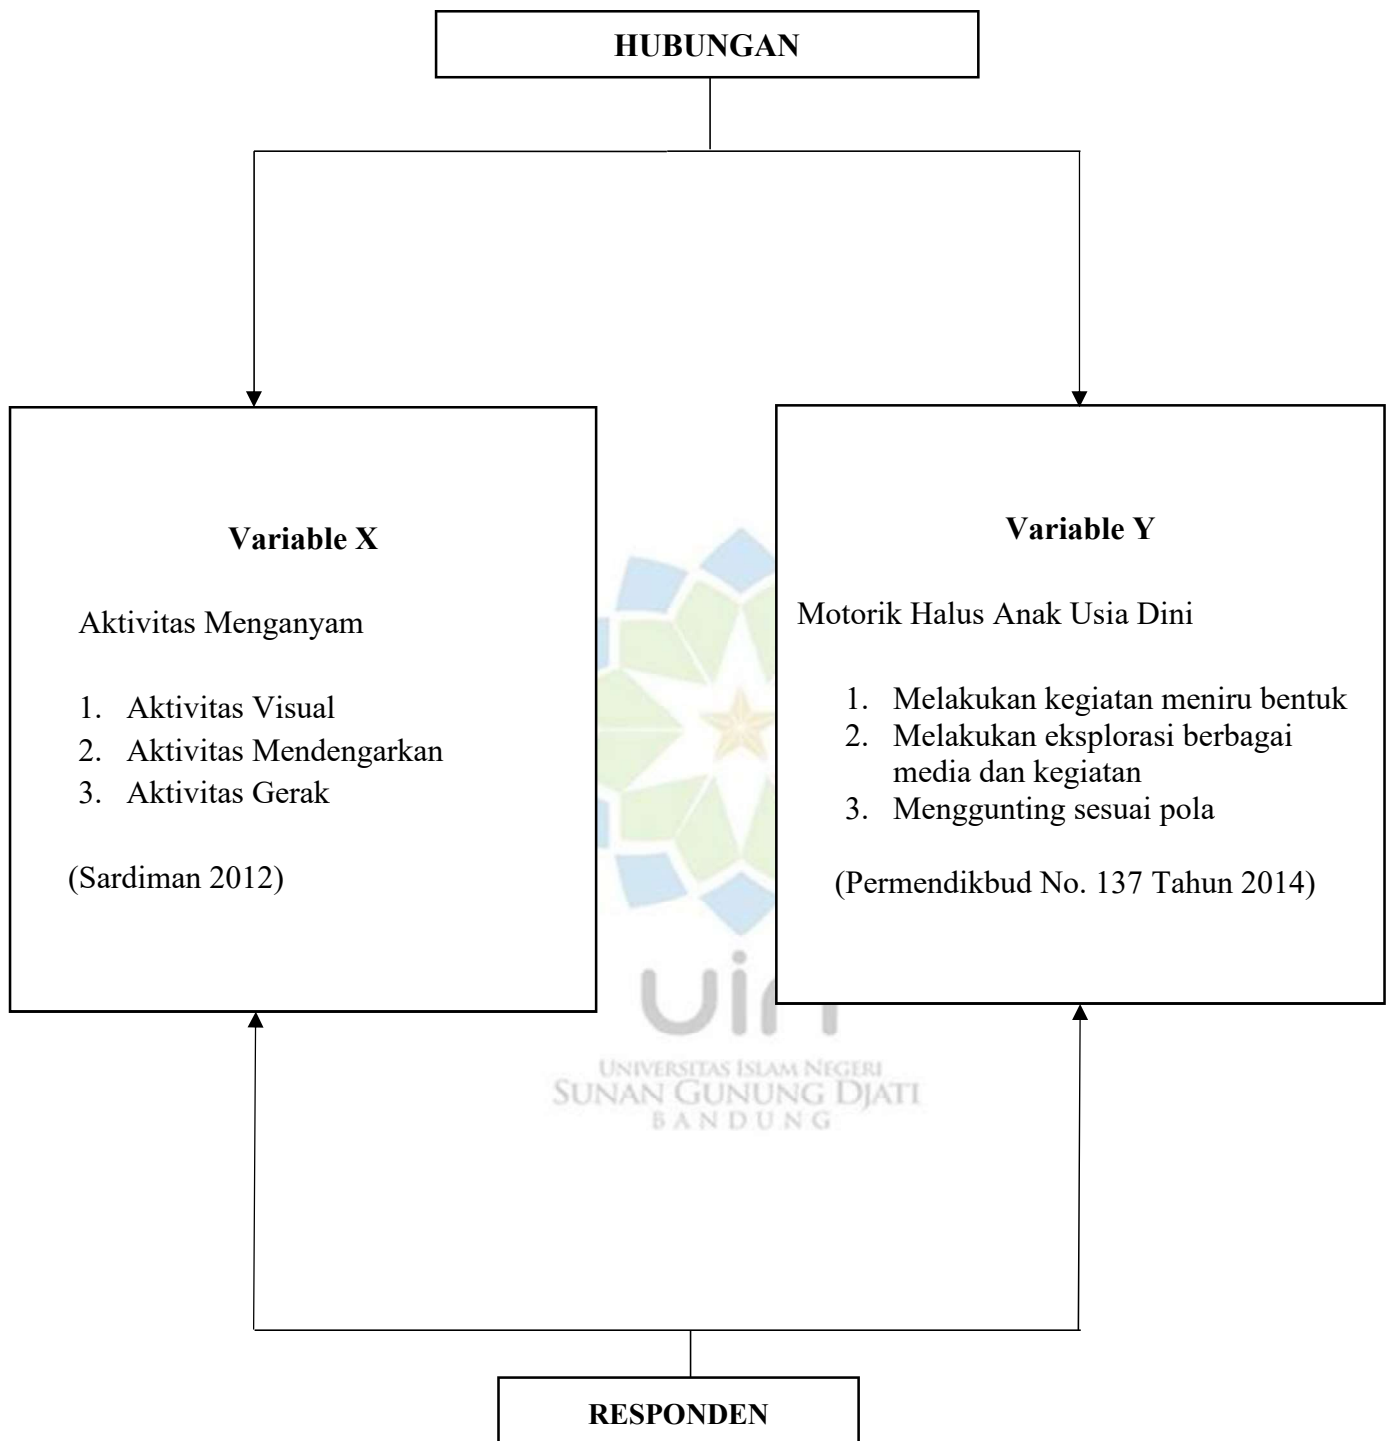 HUBUNGAN
Variable X
Aktivitas Menganyam
1. Aktivitas Visual
2. Aktivitas Mendengarkan
3. Aktivitas Gerak
(Sardiman 2012)
Variable Y
Motorik Halus Anak Usia Dini
1. Melakukan kegiatan meniru bentuk
2. Melakukan eksplorasi berbagai
media dan kegiatan
3. Menggunting sesuai pola
(Permendikbud No. 137 Tahun 2014)
uin
UNIVERSITAS ISLAM NEGERI
SUNAN GUNUNG DJATI
BANDUNG
RESPONDEN